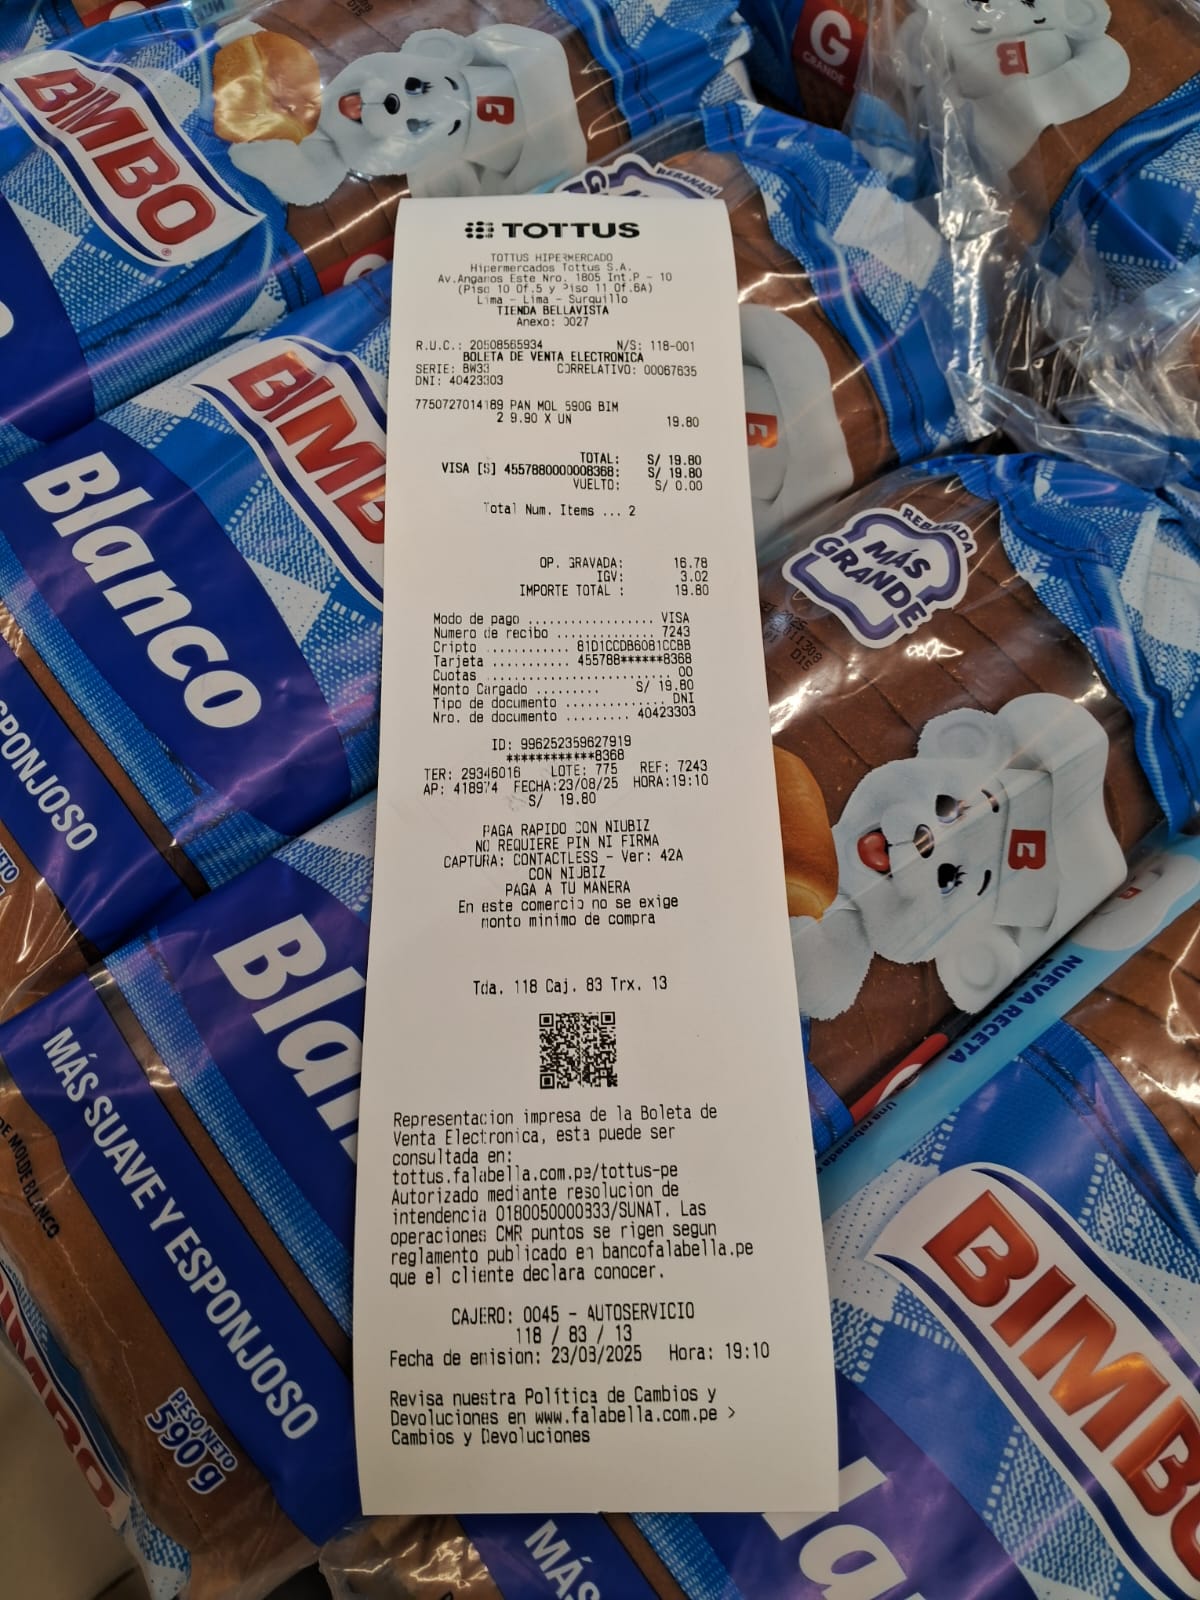 BIMBO
GRANDE
REBANADA
TOTTUS
TOTTUS HIPERMERCADO
Hipermercados Tottus S.A.
Av.Angamos Este Nro. 1805 Int.P - 10
(Piso 10 Of.5 y Piso 11 Of.6A)
Lima - Lima - Surquillo
TIENDA BELLAVISTA
Anexo: 0027
R.U.C.: 20508565934 N/S: 118-001
BOLETA DE VENTA ELECTRONICA
SERIE: BW33 CORRELATIVO: 00067635
DNI: 40423303
7750727014189 PAN MOL 590G BIM
2 9.90 X UN 19.80
TOTAL: S/ 19.80
VISA [S] 4557880000008368: S/ 19.80
VUELTO: S/ 0.00
Total Num. Items ... 2
OP. GRAVADA: 16.78
IGV: 3.02
IMPORTE TOTAL : 19.80
Modo de pago ................. VISA
Numero de recibo ............ 7243
Cripto ........... 81D1CCDB6081CCBB
Tarjeta .......... 455788******8368
Cuotas ........................ 00
Monto Cargado ......... S/ 19.80
Tipo de documento ............. DNI
Nro. de documento ........ 40423303
ID: 996252359627919
************8368
TER: 29346016 LOTE: 775 REF: 7243
AP: 418974 FECHA:23/08/25 HORA:19:10
S/ 19.80
PAGA RAPIDO CON NIUBIZ
NO REQUIERE PIN NI FIRMA
CAPTURA: CONTACTLESS - Ver: 42A
CON NIUBIZ
PAGA A TU MANERA
En este comercio no se exige
monto minimo de compra
Tda. 118 Caj. 83 Trx. 13
Representacion impresa de la Boleta de
Venta Electronica, esta puede ser
consultada en:
tottus.falabella.com.pe/tottus-pe
Autorizado mediante resolucion de
intendencia 0180050000333/SUNAT. Las
operaciones CMR puntos se rigen segun
reglamento publicado en bancofalabella.pe
que el cliente declara conocer.
CAJERO: 0045 - AUTOSERVICIO
118 / 83 / 13
Fecha de emision: 23/08/2025 Hora: 19:10
Revisa nuestra Política de Cambios y
Devoluciones en www.falabella.com.pe >
Cambios y Devoluciones
BIMB
Blanco
SPONJOSO
REBANADA
MÁS
GRANDE
Bla
MÁS SUAVE Y ESPONJOSO
DE MOLDE BLANCO
PESO NETO
590 g
NUEVA RECETA
Una rebanada
BIMBO
MÁS